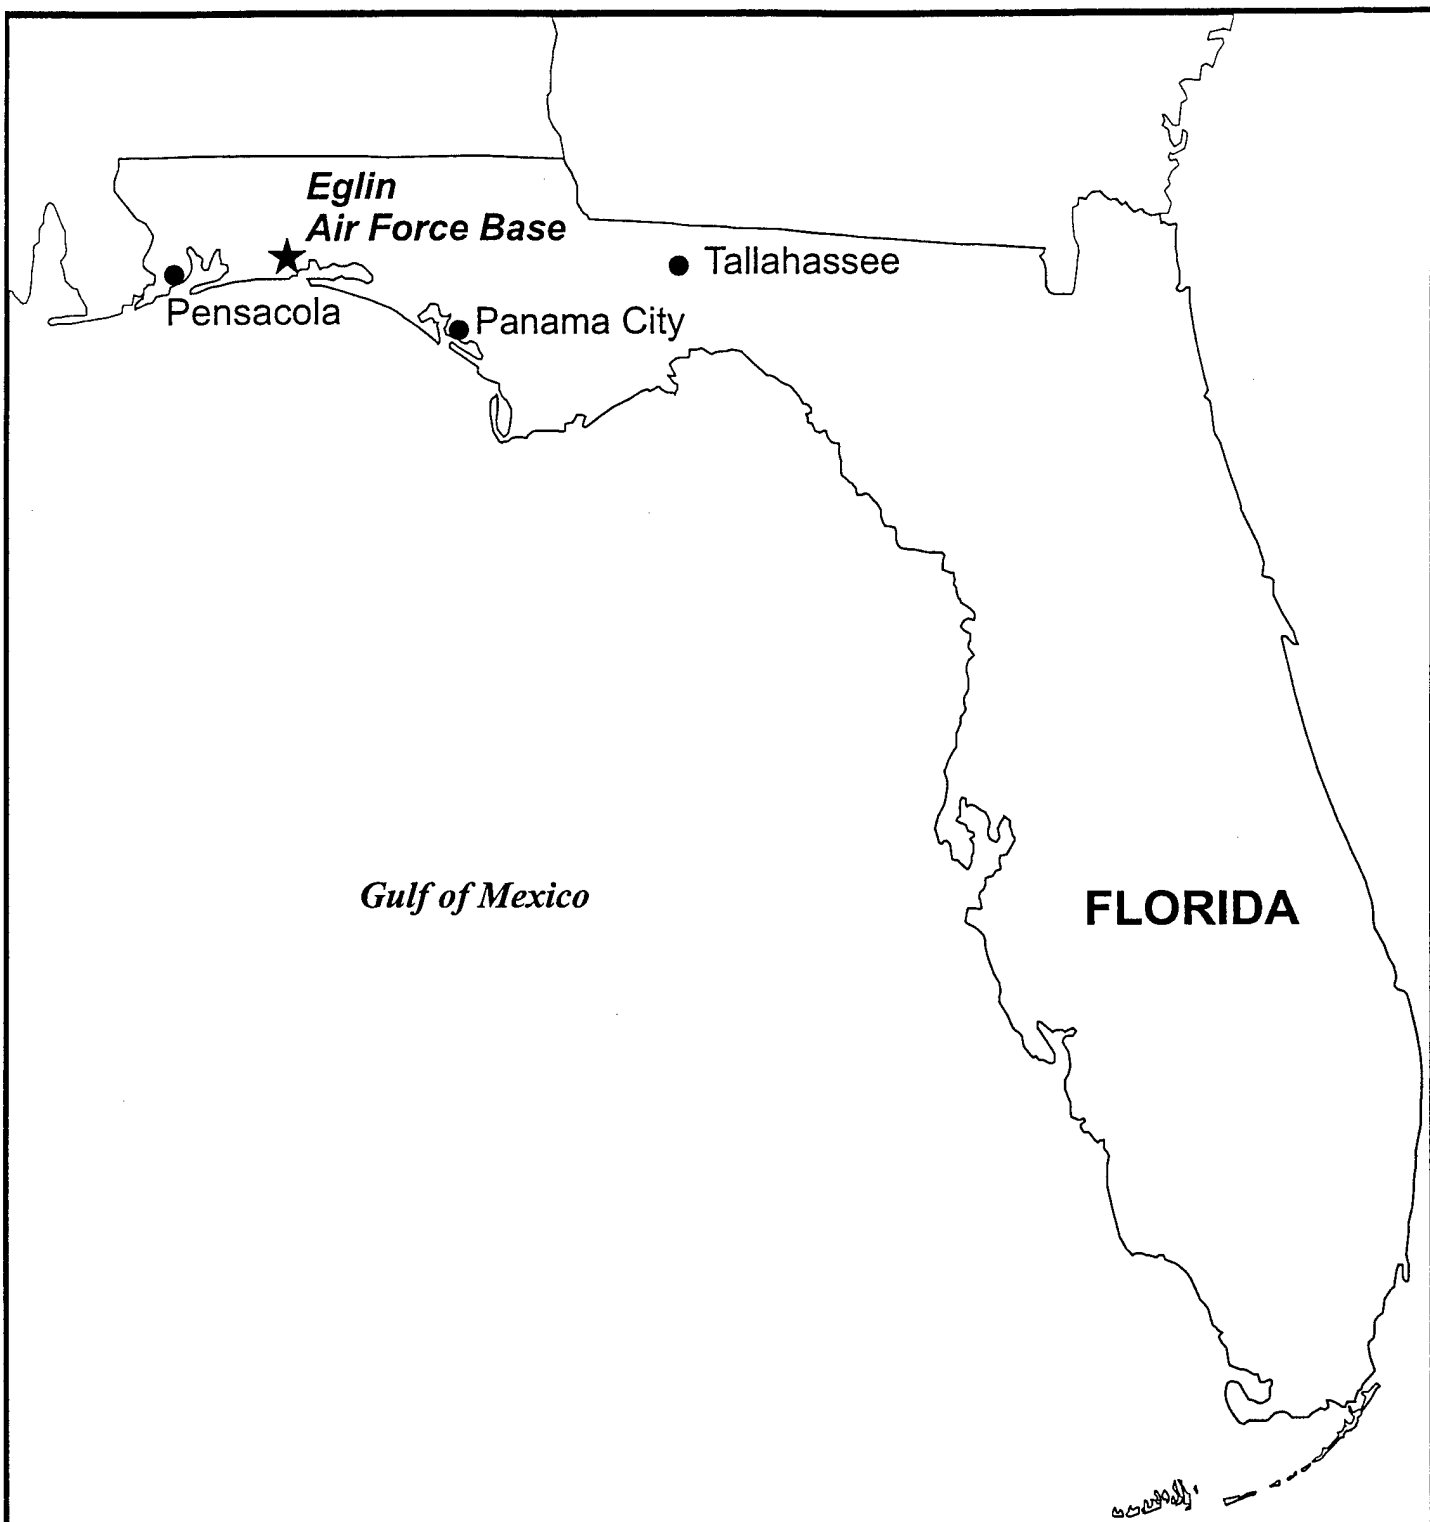 Eglin
Air Force Base
Tallahassee
Pensacola
Panama City
Gulf of Mexico
FLORIDA